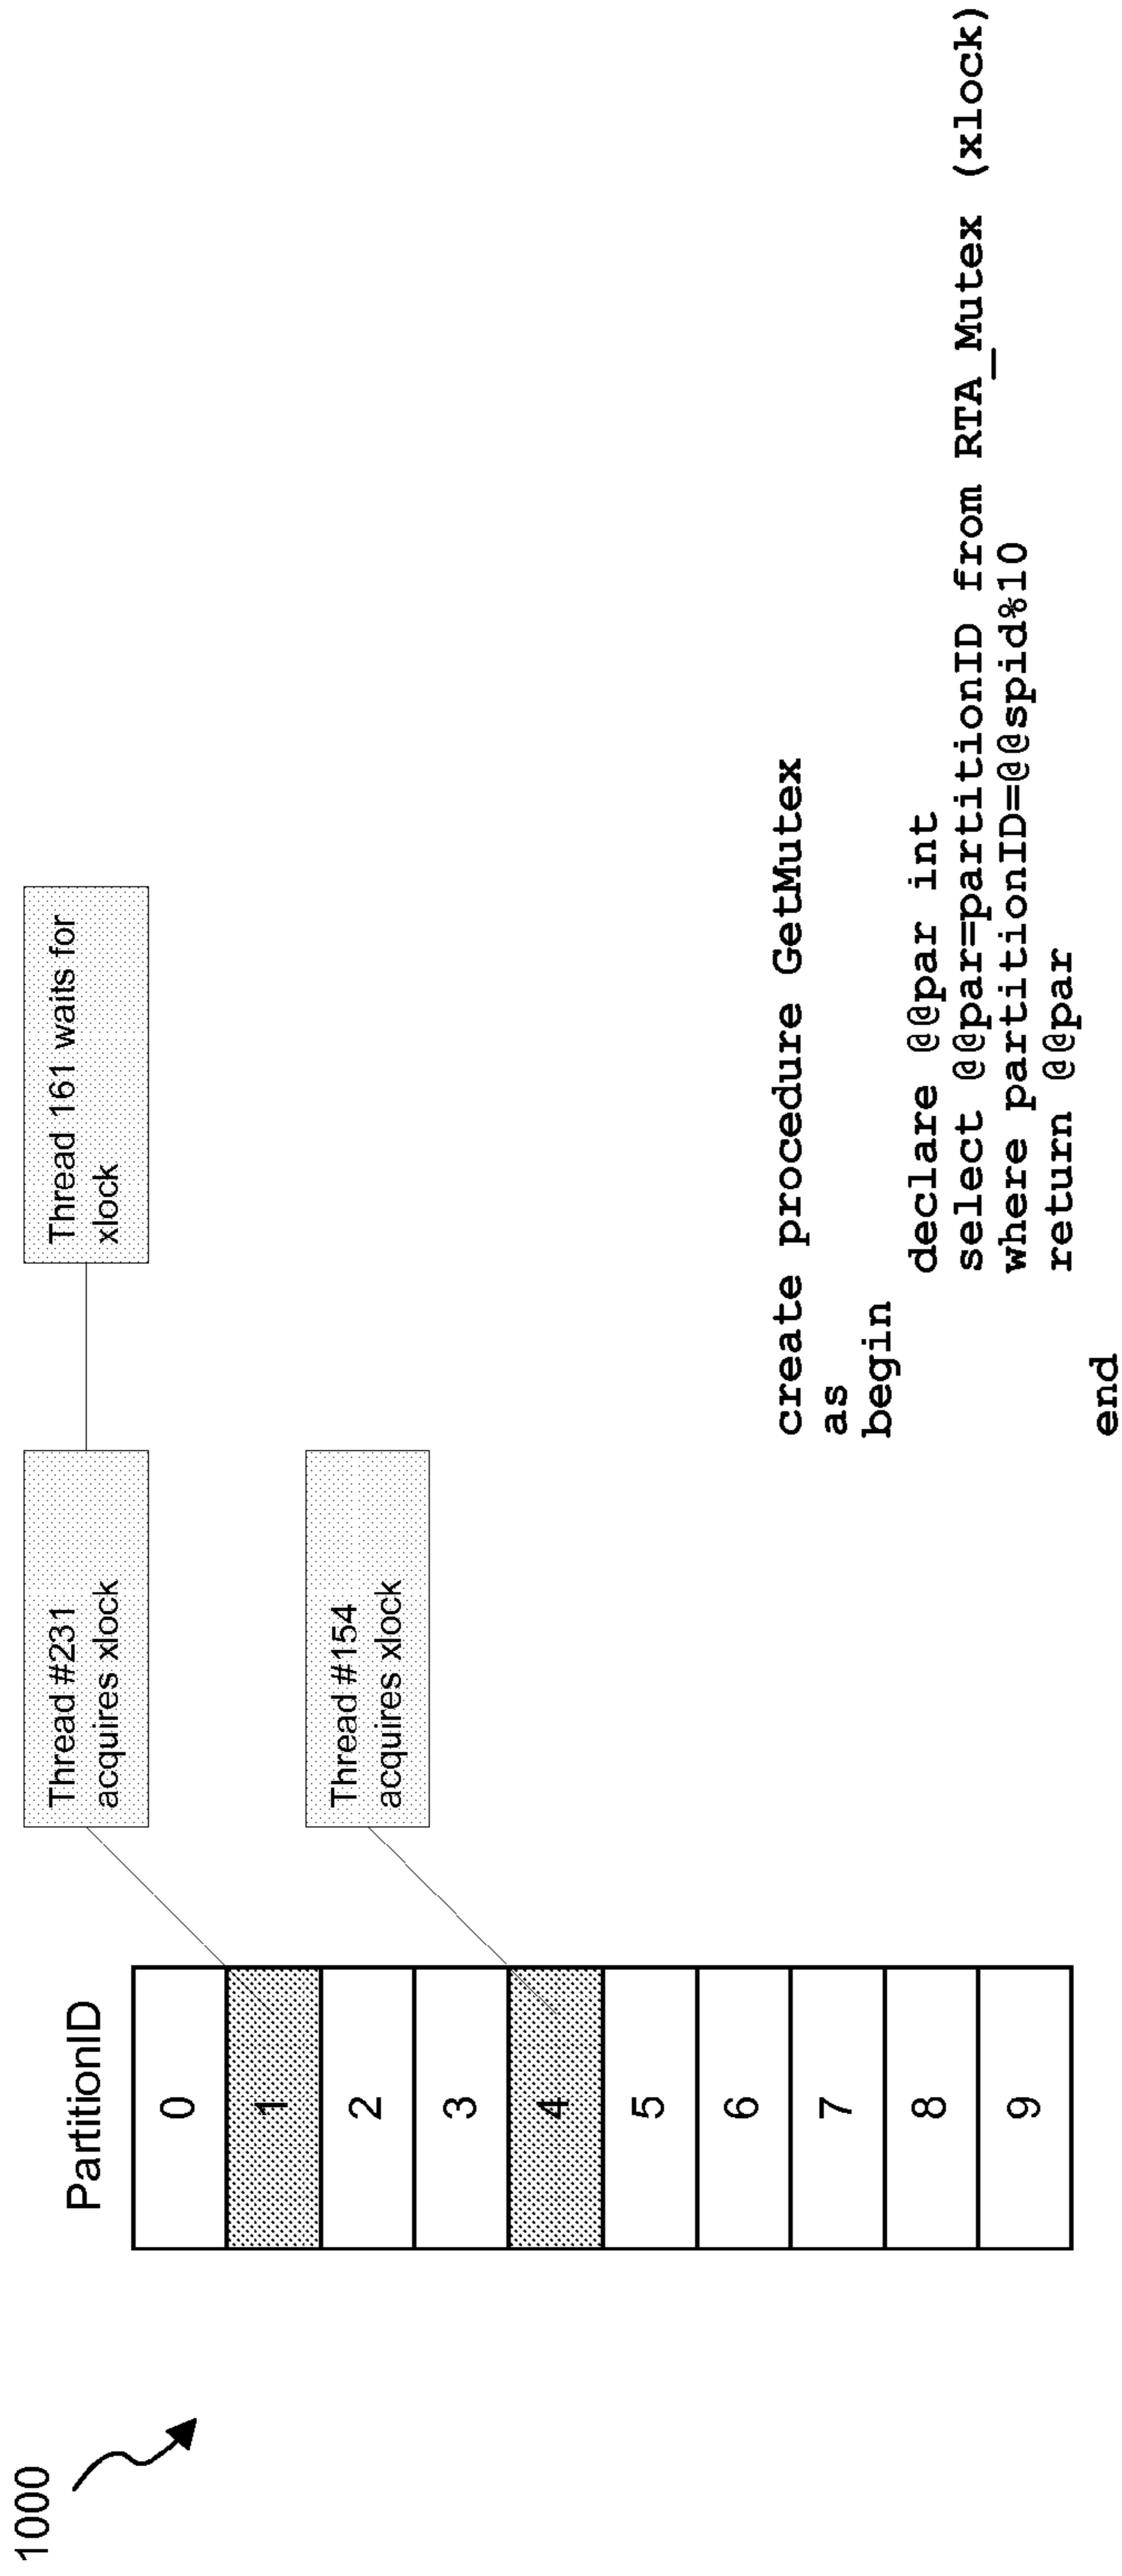 1000
PartitionID
0
1
2
3
4
5
6
7
8
9
Thread #231
acquires xlock
Thread 161 waits for
xlock
Thread #154
acquires xlock
create procedure GetMutex
as
begin
declare @@par int
select @@par=partitionID from RTA_Mutex (xlock)
where partitionID=@@spid%10
return @@par
end